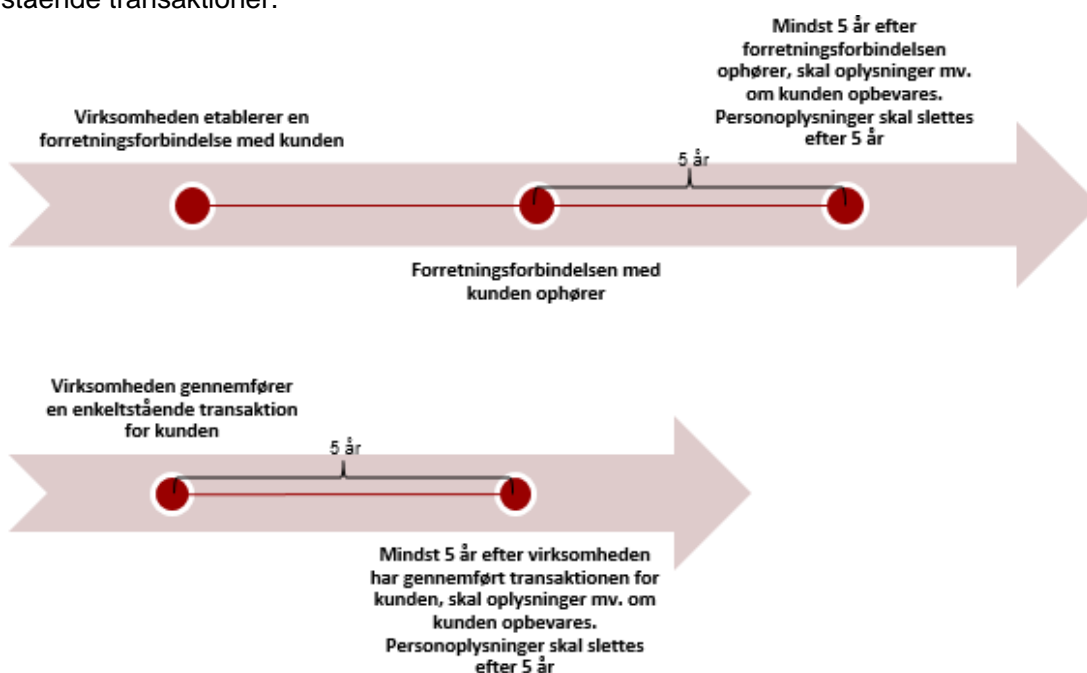 stående transaktioner.
Mindst 5 år efter
forretningsforbindelsen
ophører, skal oplysninger mv.
om kunden opbevares.
Personoplysninger skal slettes
efter 5 år
Virksomheden etablerer en
forretningsforbindelse med kunden
5 år
Forretningsforbindelsen med
kunden ophører
Virksomheden gennemfører
en enkeltstående transaktion
for kunden
5 år
Mindst 5 år efter virksomheden
har gennemført transaktionen for
kunden, skal oplysninger mv. om
kunden opbevares.
Personoplysninger skal slettes
efter 5 år